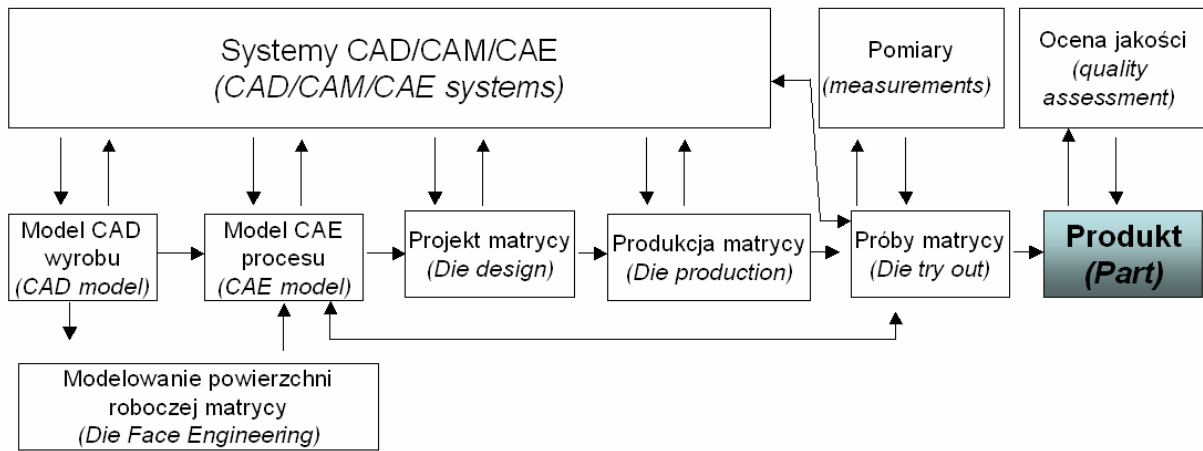 Systemy CAD/CAM/CAE
(CAD/CAM/CAE systems)
Pomiary
(measurements)
Ocena jakości
(quality
assessment)
Model CAD
wyrobu
(CAD model)
Model CAE
procesu
(CAE model)
Projekt matrycy
(Die design)
Produkcja matrycy
(Die production)
Próby matrycy
(Die try out)
Produkt
(Part)
Modelowanie powierzchni
roboczej matrycy
(Die Face Engineering)